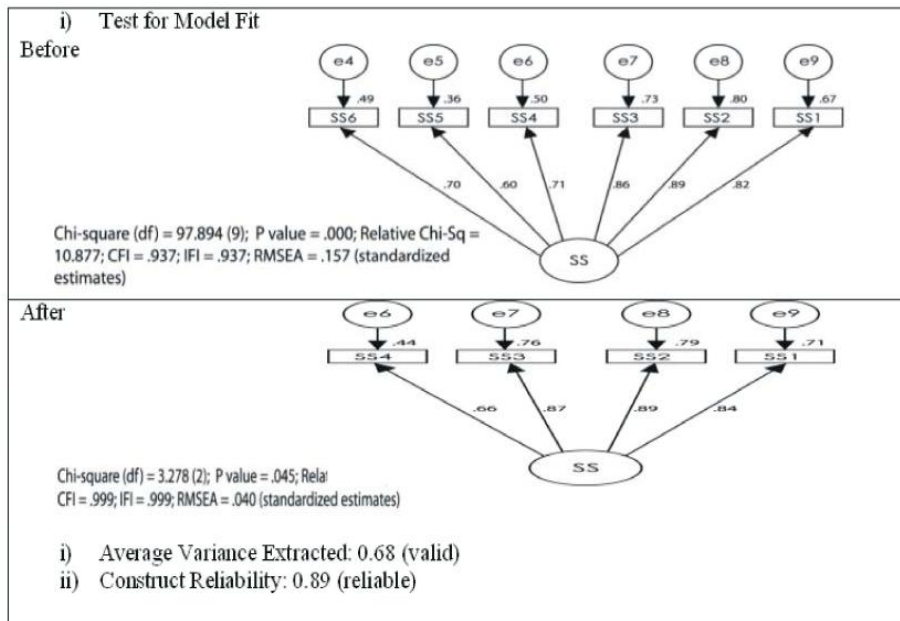 i) Test for Model Fit
Before
e4 e5 e6 e7 e8 e9
.49 .36 .50 .73 .80 .67
SS6 SS5 SS4 SS3 SS2 SS1
.70 .60 .71 .86 .89 .82
SS
Chi-square (df) = 97.894 (9); P value = .000; Relative Chi-Sq =
10.877; CFI = .937; IFI = .937; RMSEA = .157 (standardized
estimates)
After
e6 e7 e8 e9
.44 .76 .79 .71
SS4 SS3 SS2 SS1
.66 .87 .89 .84
SS
Chi-square (df) = 3.278 (2); P value = .045; Rela
CFI = .999; IFI = .999; RMSEA = .040 (standardized estimates)
i) Average Variance Extracted: 0.68 (valid)
ii) Construct Reliability: 0.89 (reliable)